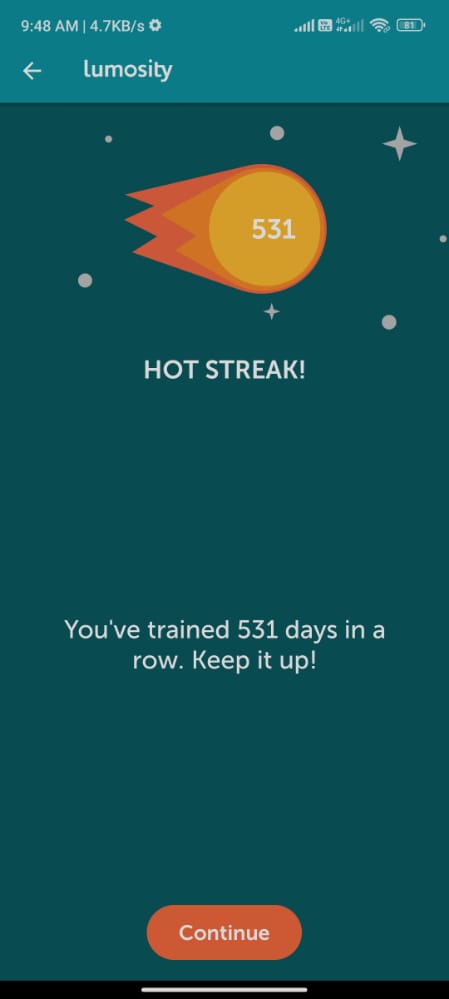 9:48 AM | 4.7KB/s
4G+
81
lumosity
531
HOT STREAK!
You've trained 531 days in a
row. Keep it up!
Continue